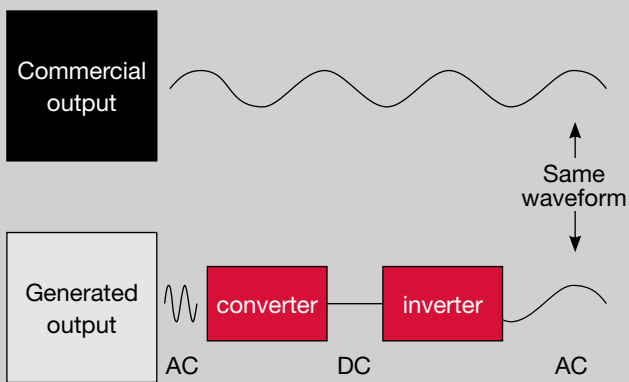 Commercial
output
Same
waveform
Generated
output
converter
inverter
AC
DC
AC